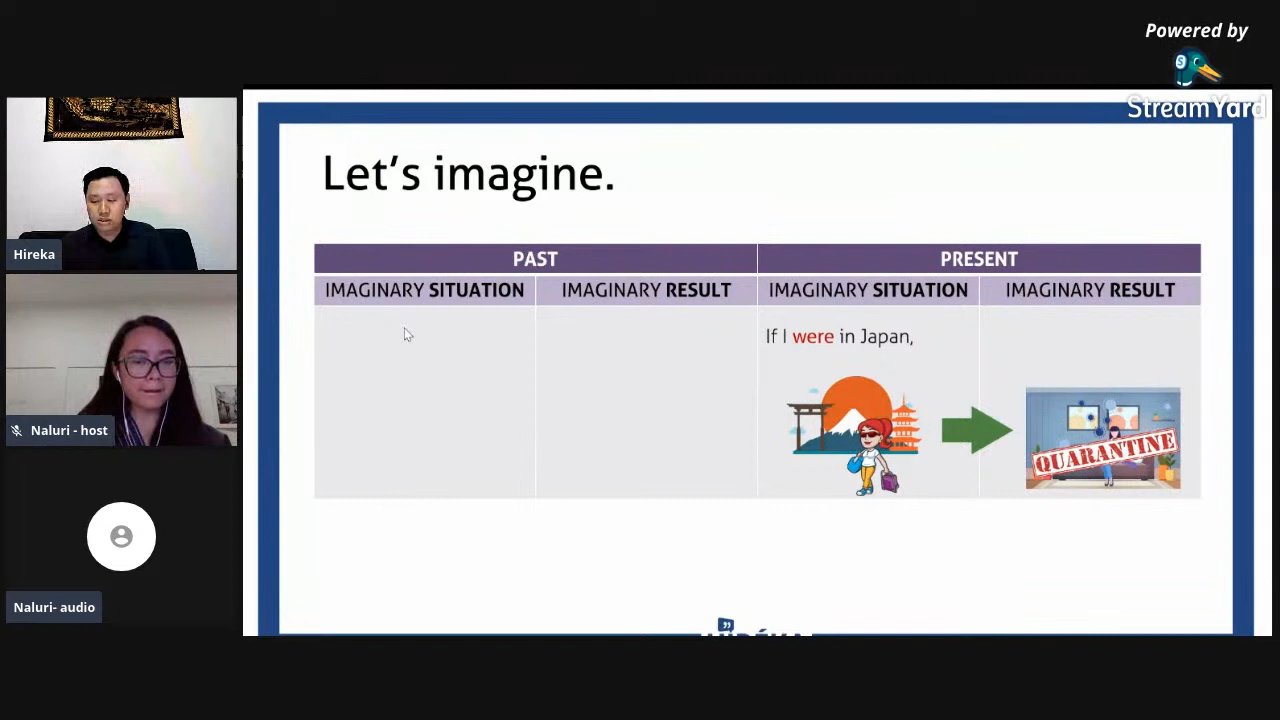 Powered by
StreamYard
Hireka
Naluri - host
Naluri- audio
Let's imagine.
PAST
PRESENT
IMAGINARY SITUATION
IMAGINARY RESULT
IMAGINARY SITUATION
IMAGINARY RESULT
If I were in Japan,
QUARANTINE